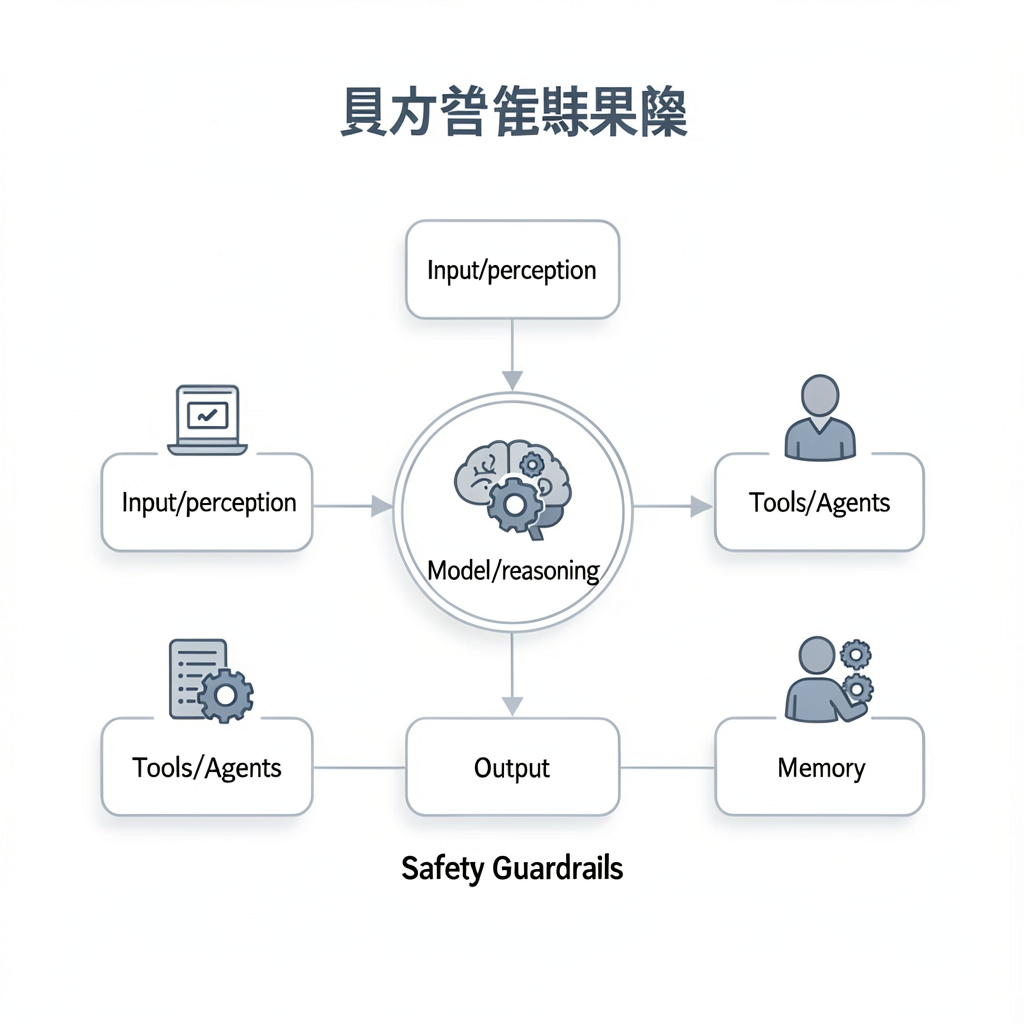 Input/perception
Input/perception
Model/reasoning
Tools/Agents
Tools/Agents
Output
Memory
Safety Guardrails